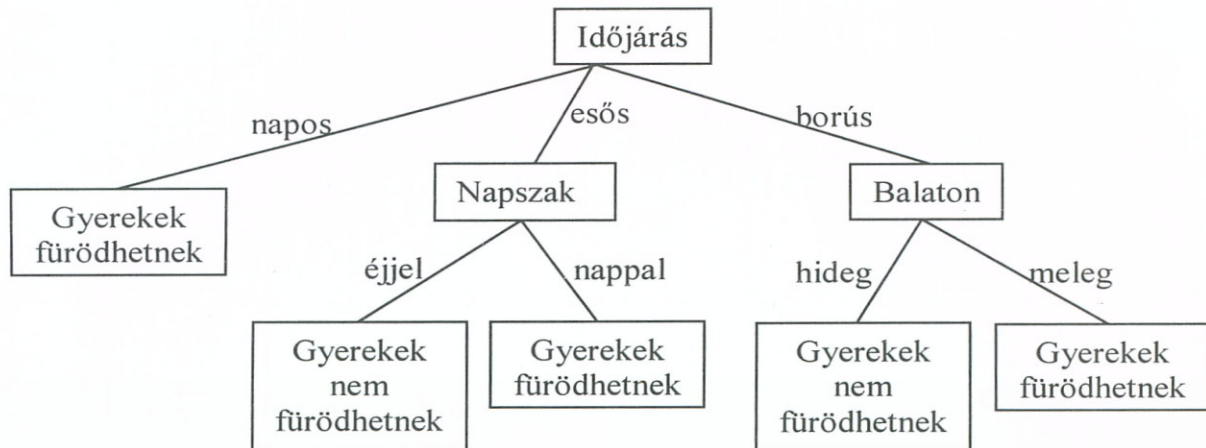 Időjárás
napos
esős
borús
Napszak
Balaton
Gyerekek
fürödhetnek
éjjel
nappal
hideg
meleg
Gyerekek
nem
fürödhetnek
Gyerekek
fürödhetnek
Gyerekek
nem
fürödhetnek
Gyerekek
fürödhetnek